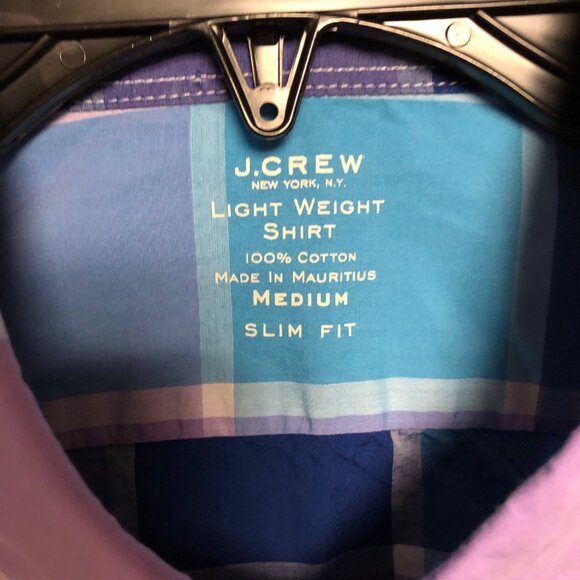 J.CREW
NEW YORK, N.Y.
LIGHT WEIGHT
SHIRT
100% COTTON
MADE IN MAURITIUS
MEDIUM
SLIM FIT